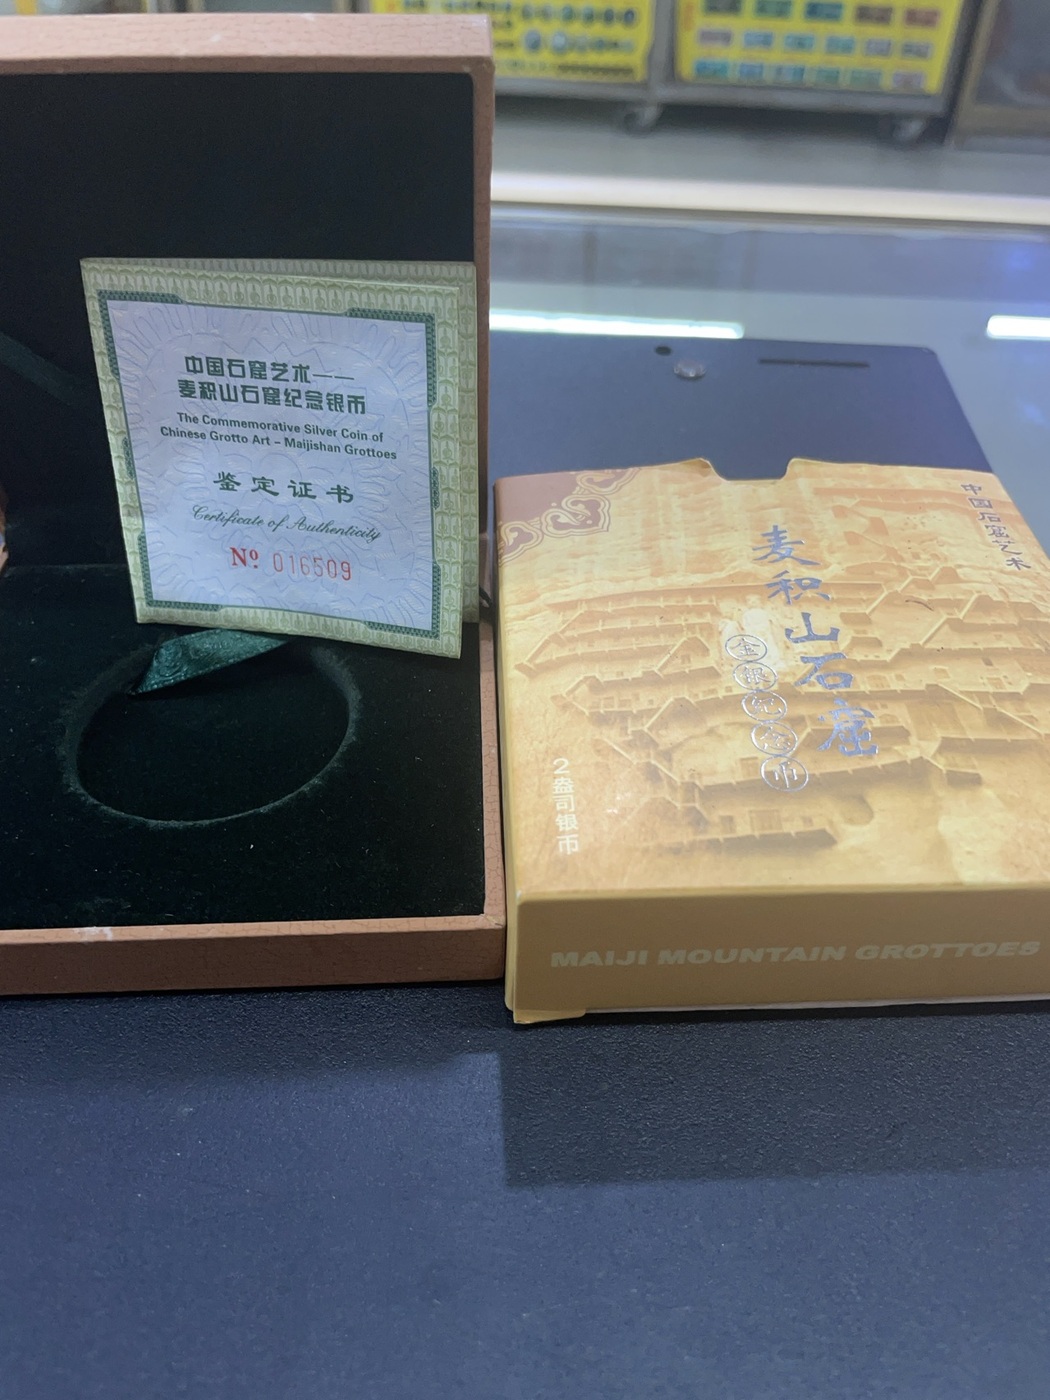 中国石窟艺术——
麦积山石窟纪念银币
The Commemorative Silver Coin of
Chinese Grotto Art – Maijishan Grottoes
鉴定证书
Certificate of Authenticity
Nº 016509
中国石窟艺术
麦积山石窟
金银纪念币
2盎司银币
MAIJI MOUNTAIN GROTTOES